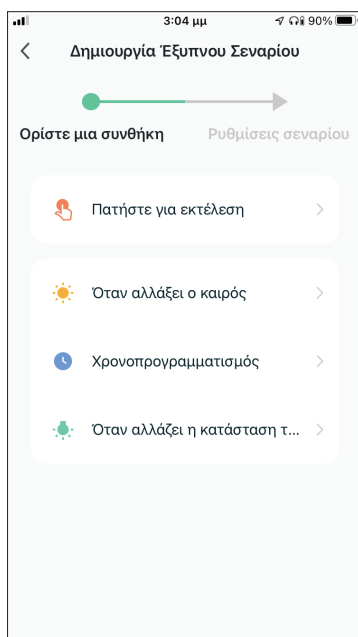 3:04 μμ
90%
Δημιουργία Έξυπνου Σεναρίου
Ορίστε μια συνθήκη
Ρυθμίσεις σεναρίου
Πατήστε για εκτέλεση
Όταν αλλάξει ο καιρός
Χρονοπρογραμματισμός
Όταν αλλάζει η κατάσταση τ...